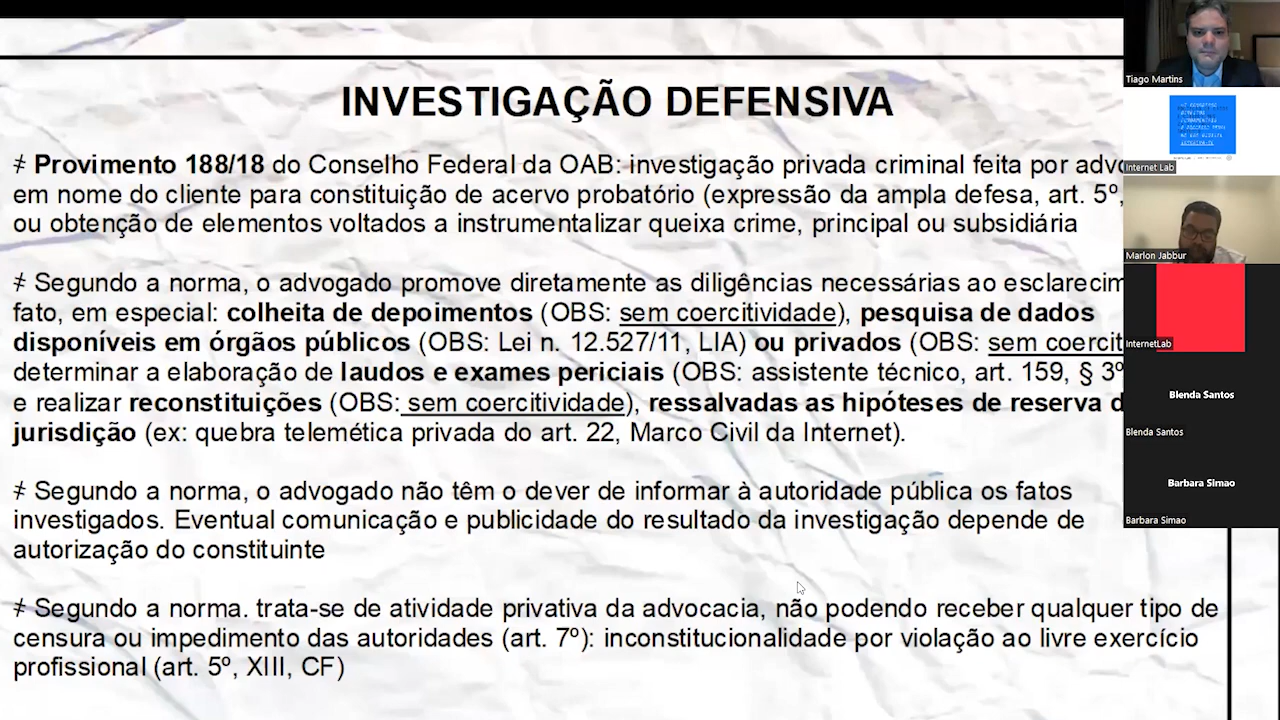 INVESTIGAÇÃO DEFENSIVA
≠ Provimento 188/18 do Conselho Federal da OAB: investigação privada criminal feita por advo
em nome do cliente para constituição de acervo probatório (expressão da ampla defesa, art. 5º,
ou obtenção de elementos voltados a instrumentalizar queixa crime, principal ou subsidiária
≠ Segundo a norma, o advogado promove diretamente as diligências necessárias ao esclarecim
fato, em especial: colheita de depoimentos (OBS: sem coercitividade), pesquisa de dados
disponíveis em órgãos públicos (OBS: Lei n. 12.527/11, LIA) ou privados (OBS: sem coercit
determinar a elaboração de laudos e exames periciais (OBS: assistente técnico, art. 159, § 3º
e realizar reconstituições (OBS: sem coercitividade), ressalvadas as hipóteses de reserva d
jurisdição (ex: quebra telemética privada do art. 22, Marco Civil da Internet).
≠ Segundo a norma, o advogado não têm o dever de informar à autoridade pública os fatos
investigados. Eventual comunicação e publicidade do resultado da investigação depende de
autorização do constituinte
≠ Segundo a norma. trata-se de atividade privativa da advocacia, não podendo receber qualquer tipo de
censura ou impedimento das autoridades (art. 7º): inconstitucionalidade por violação ao livre exercício
profissional (art. 5º, XIII, CF)
Tiago Martins
Internet Lab
Marlon Jabbur
InternetLab
Blenda Santos
Blenda Santos
Barbara Simao
Barbara Simao